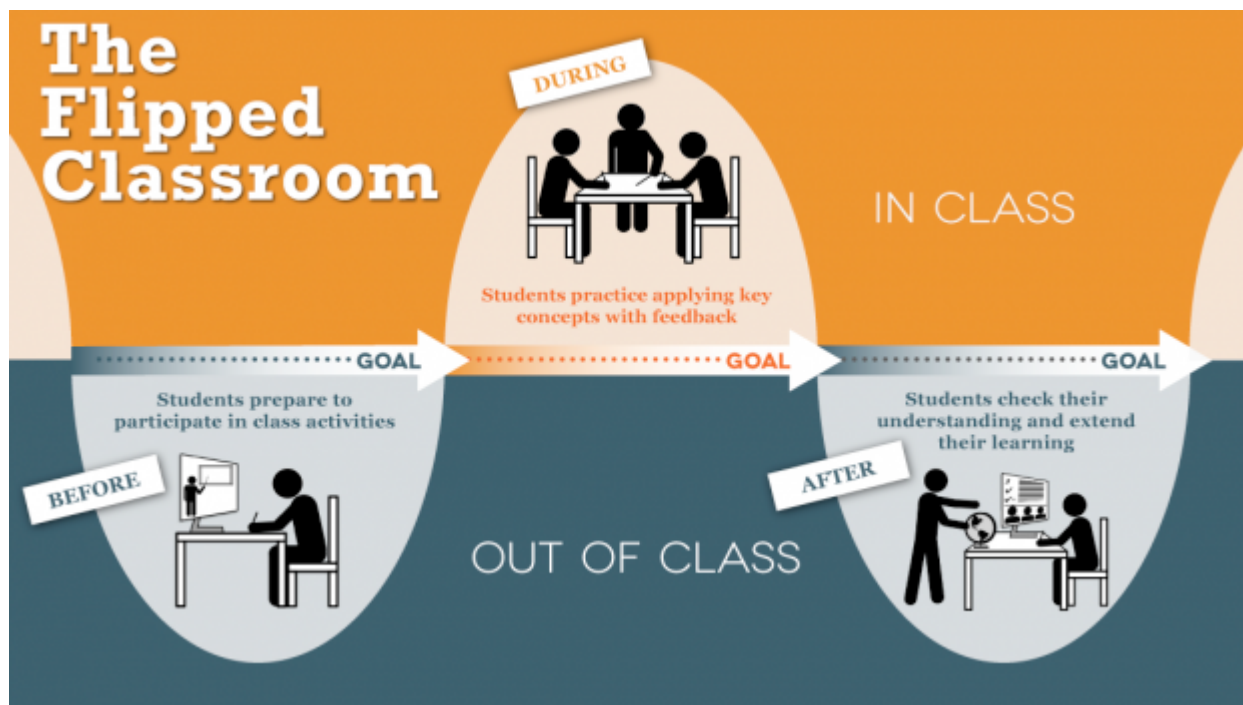 The
Flipped
Classroom
DURING
IN CLASS
Students practice applying key
concepts with feedback
GOAL
GOAL
GOAL
Students prepare to
participate in class activities
BEFORE
OUT OF CLASS
Students check their
understanding and extend
their learning
AFTER